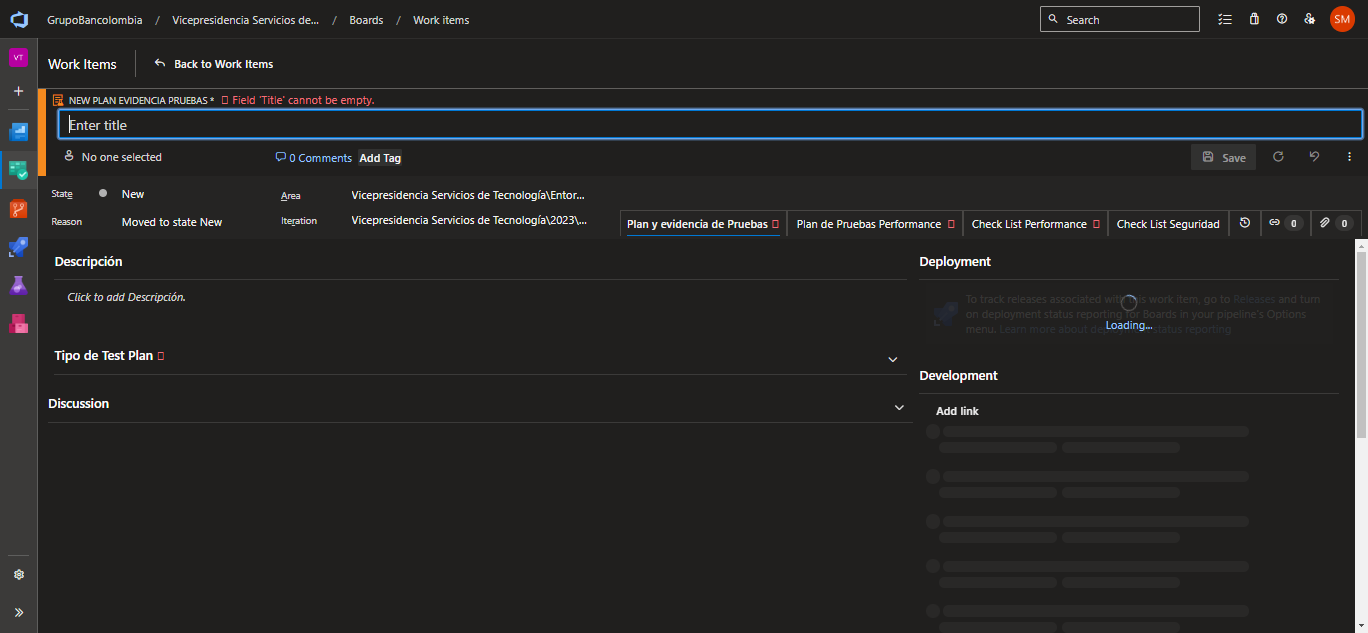 GrupoBancolombia / Vicepresidencia Servicios de... / Boards / Work items
Search
SM
VT
Work Items
Back to Work Items
NEW PLAN EVIDENCIA PRUEBAS * Field 'Title' cannot be empty.
Enter title
No one selected
0 Comments
Add Tag
Save
State
New
Area
Vicepresidencia Servicios de Tecnología\Entor...
Reason
Moved to state New
Iteration
Vicepresidencia Servicios de Tecnología\2023\...
Plan y evidencia de Pruebas
Plan de Pruebas Performance
Check List Performance
Check List Seguridad
0
0
Descripción
Click to add Descripción.
Tipo de Test Plan
Discussion
Deployment
To track releases associated with this work item, go to Releases and turn
on deployment status reporting for Boards in your pipeline's Options
menu. Learn more about deployment status reporting
Loading...
Development
Add link